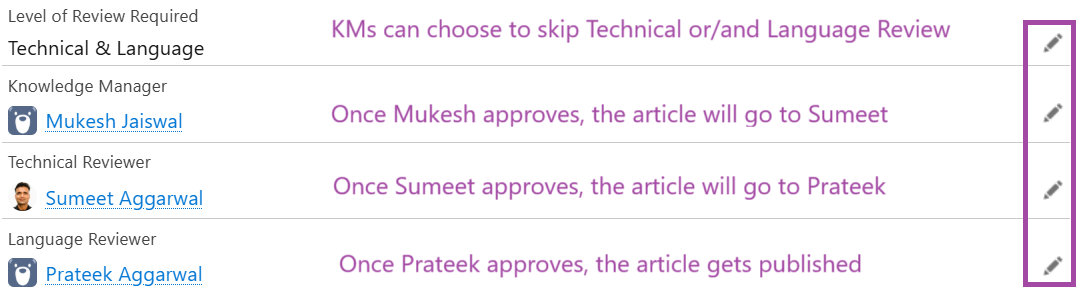 Level of Review Required
KMs can choose to skip Technical or/and Language Review
Technical & Language
Knowledge Manager
Mukesh Jaiswal
Once Mukesh approves, the article will go to Sumeet
Technical Reviewer
Sumeet Aggarwal
Once Sumeet approves, the article will go to Prateek
Language Reviewer
Prateek Aggarwal
Once Prateek approves, the article gets published